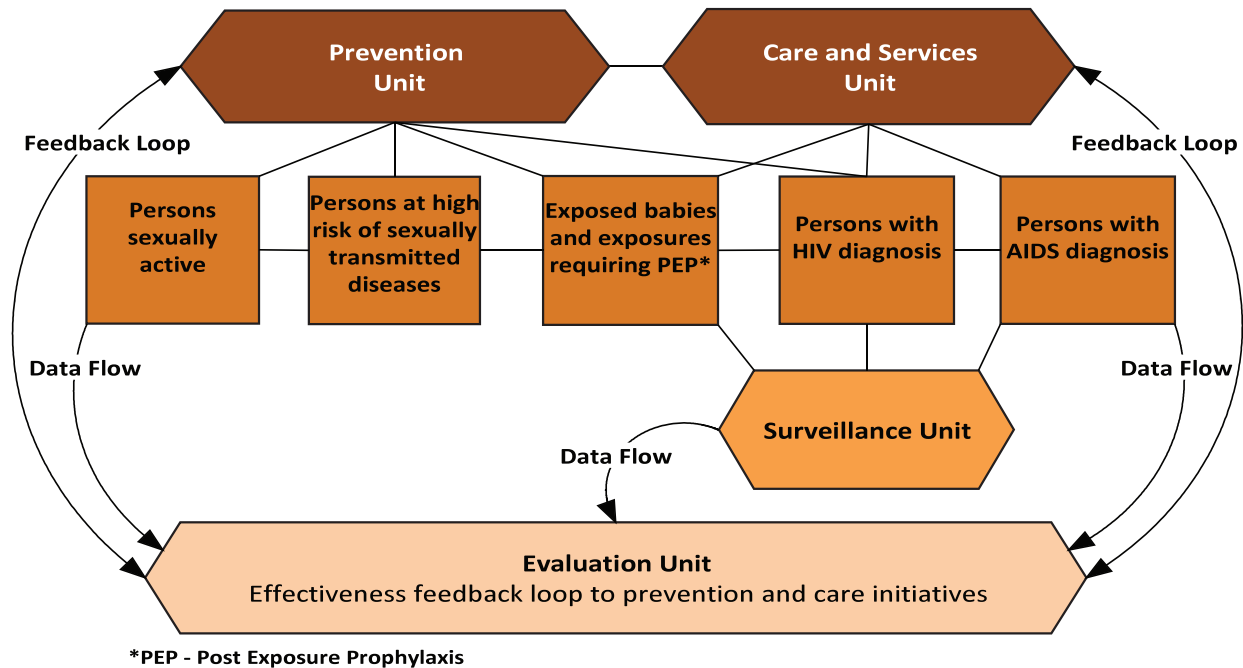 Prevention
Unit
Care and Services
Unit
Feedback Loop
Feedback Loop
Persons
sexually
active
Persons at high
risk of sexually
transmitted
diseases
Exposed babies
and exposures
requiring PEP*
Persons with
HIV diagnosis
Persons with
AIDS diagnosis
Data Flow
Data Flow
Surveillance Unit
Data Flow
Evaluation Unit
Effectiveness feedback loop to prevention and care initiatives
*PEP - Post Exposure Prophylaxis